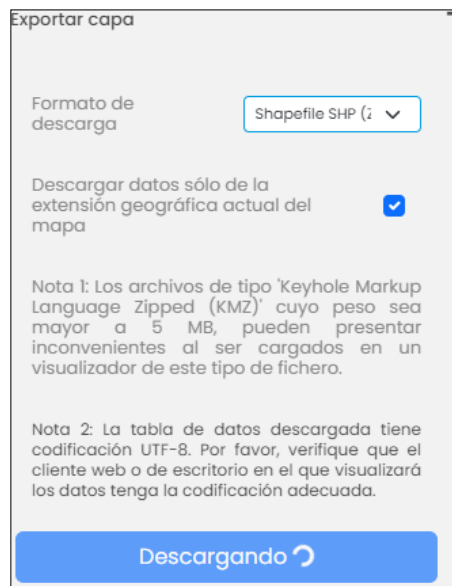 Exportar capa
Formato de
descarga
Shapefile SHP (
Descargar datos sólo de la
extensión geográfica actual del
mapa
Nota 1: Los archivos de tipo 'Keyhole Markup
Language Zipped (KMZ)' cuyo peso sea
mayor a 5 MB, pueden presentar
inconvenientes al ser cargados en un
visualizador de este tipo de fichero.
Nota 2: La tabla de datos descargada tiene
codificación UTF-8. Por favor, verifique que el
cliente web o de escritorio en el que visualizará
los datos tenga la codificación adecuada.
Descargando